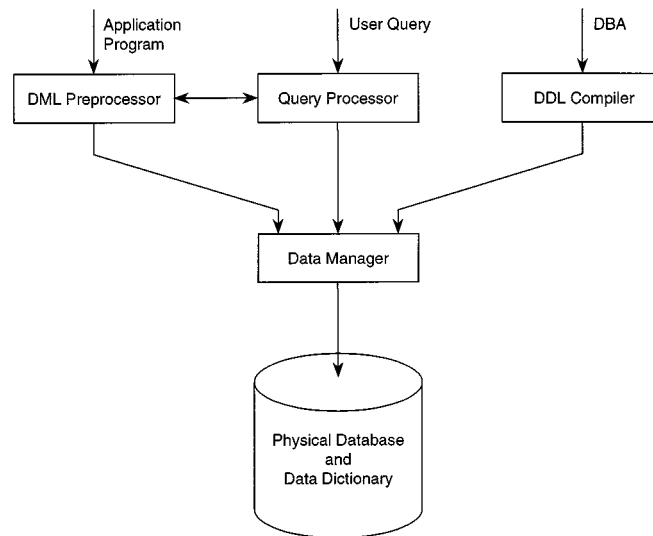 Application
Program
User Query
DBA
DML Preprocessor
Query Processor
DDL Compiler
Data Manager
Physical Database
and
Data Dictionary